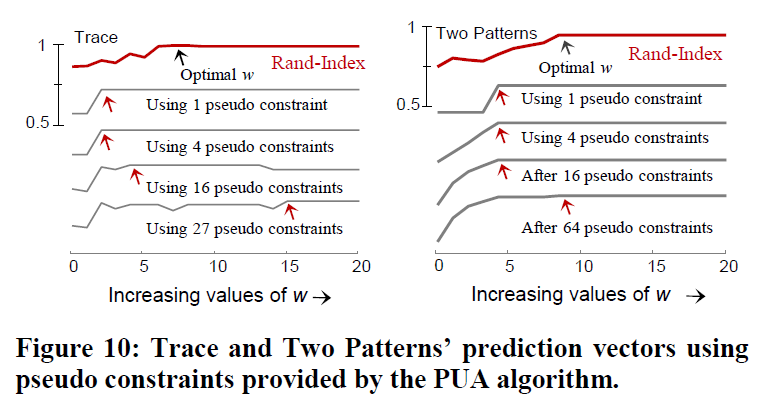 Trace
1
Rand-Index
Optimal w
Using 1 pseudo constraint
0.5
Using 4 pseudo constraints
Using 16 pseudo constraints
Using 27 pseudo constraints
0 5 10 15 20
Increasing values of w →
1
Two Patterns
Rand-Index
Optimal w
0.5
Using 1 pseudo constraint
Using 4 pseudo constraints
After 16 pseudo constraints
After 64 pseudo constraints
0 5 10 15 20
Increasing values of w →
Figure 10: Trace and Two Patterns’ prediction vectors using
pseudo constraints provided by the PUA algorithm.